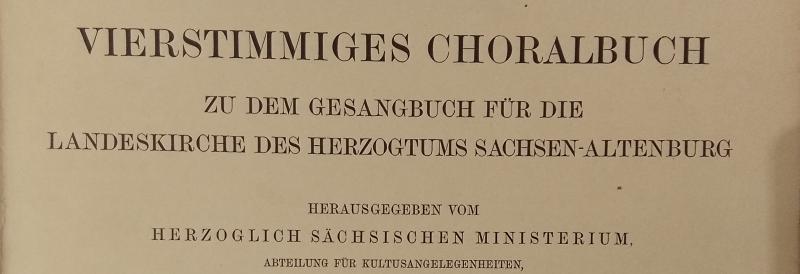 VIERSTIMMIGES CHORALBUCH
ZU DEM GESANGBUCH FÜR DIE
LANDESKIRCHE DES HERZOGTUMS SACHSEN-ALTENBURG
HERAUSGEGEBEN VOM
HERZOGLICH SÄCHSISCHEN MINISTERIUM,
ABTEILUNG FÜR KULTUSANGELEGENHEITEN,